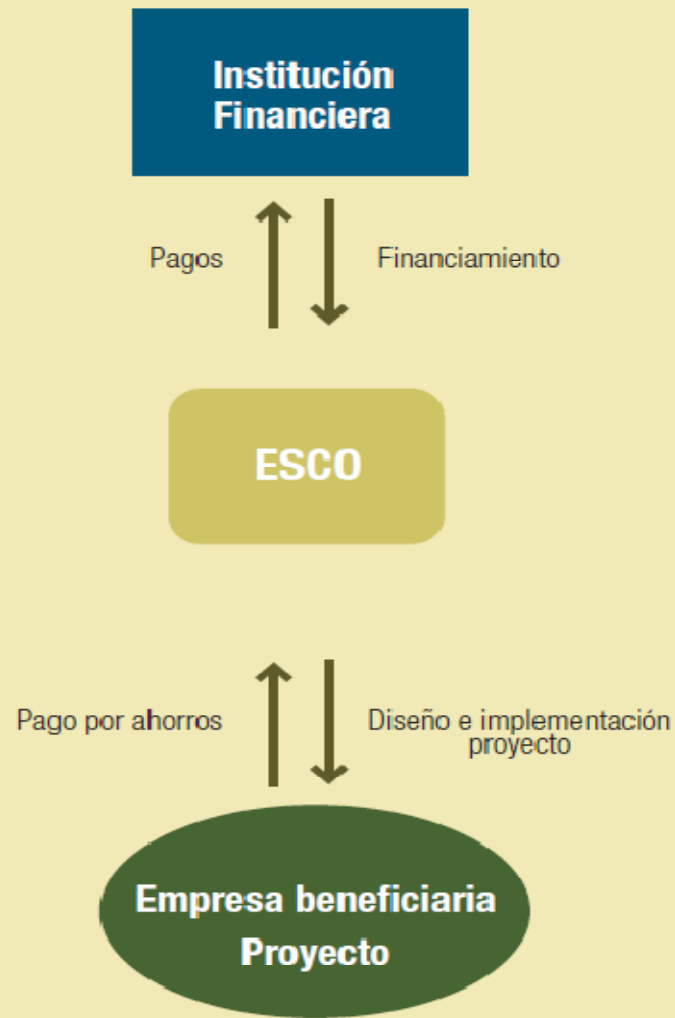 Institución
Financiera
Pagos
Financiamiento
ESCO
Pago por ahorros
Diseño e implementación
proyecto
Empresa beneficiaria
Proyecto